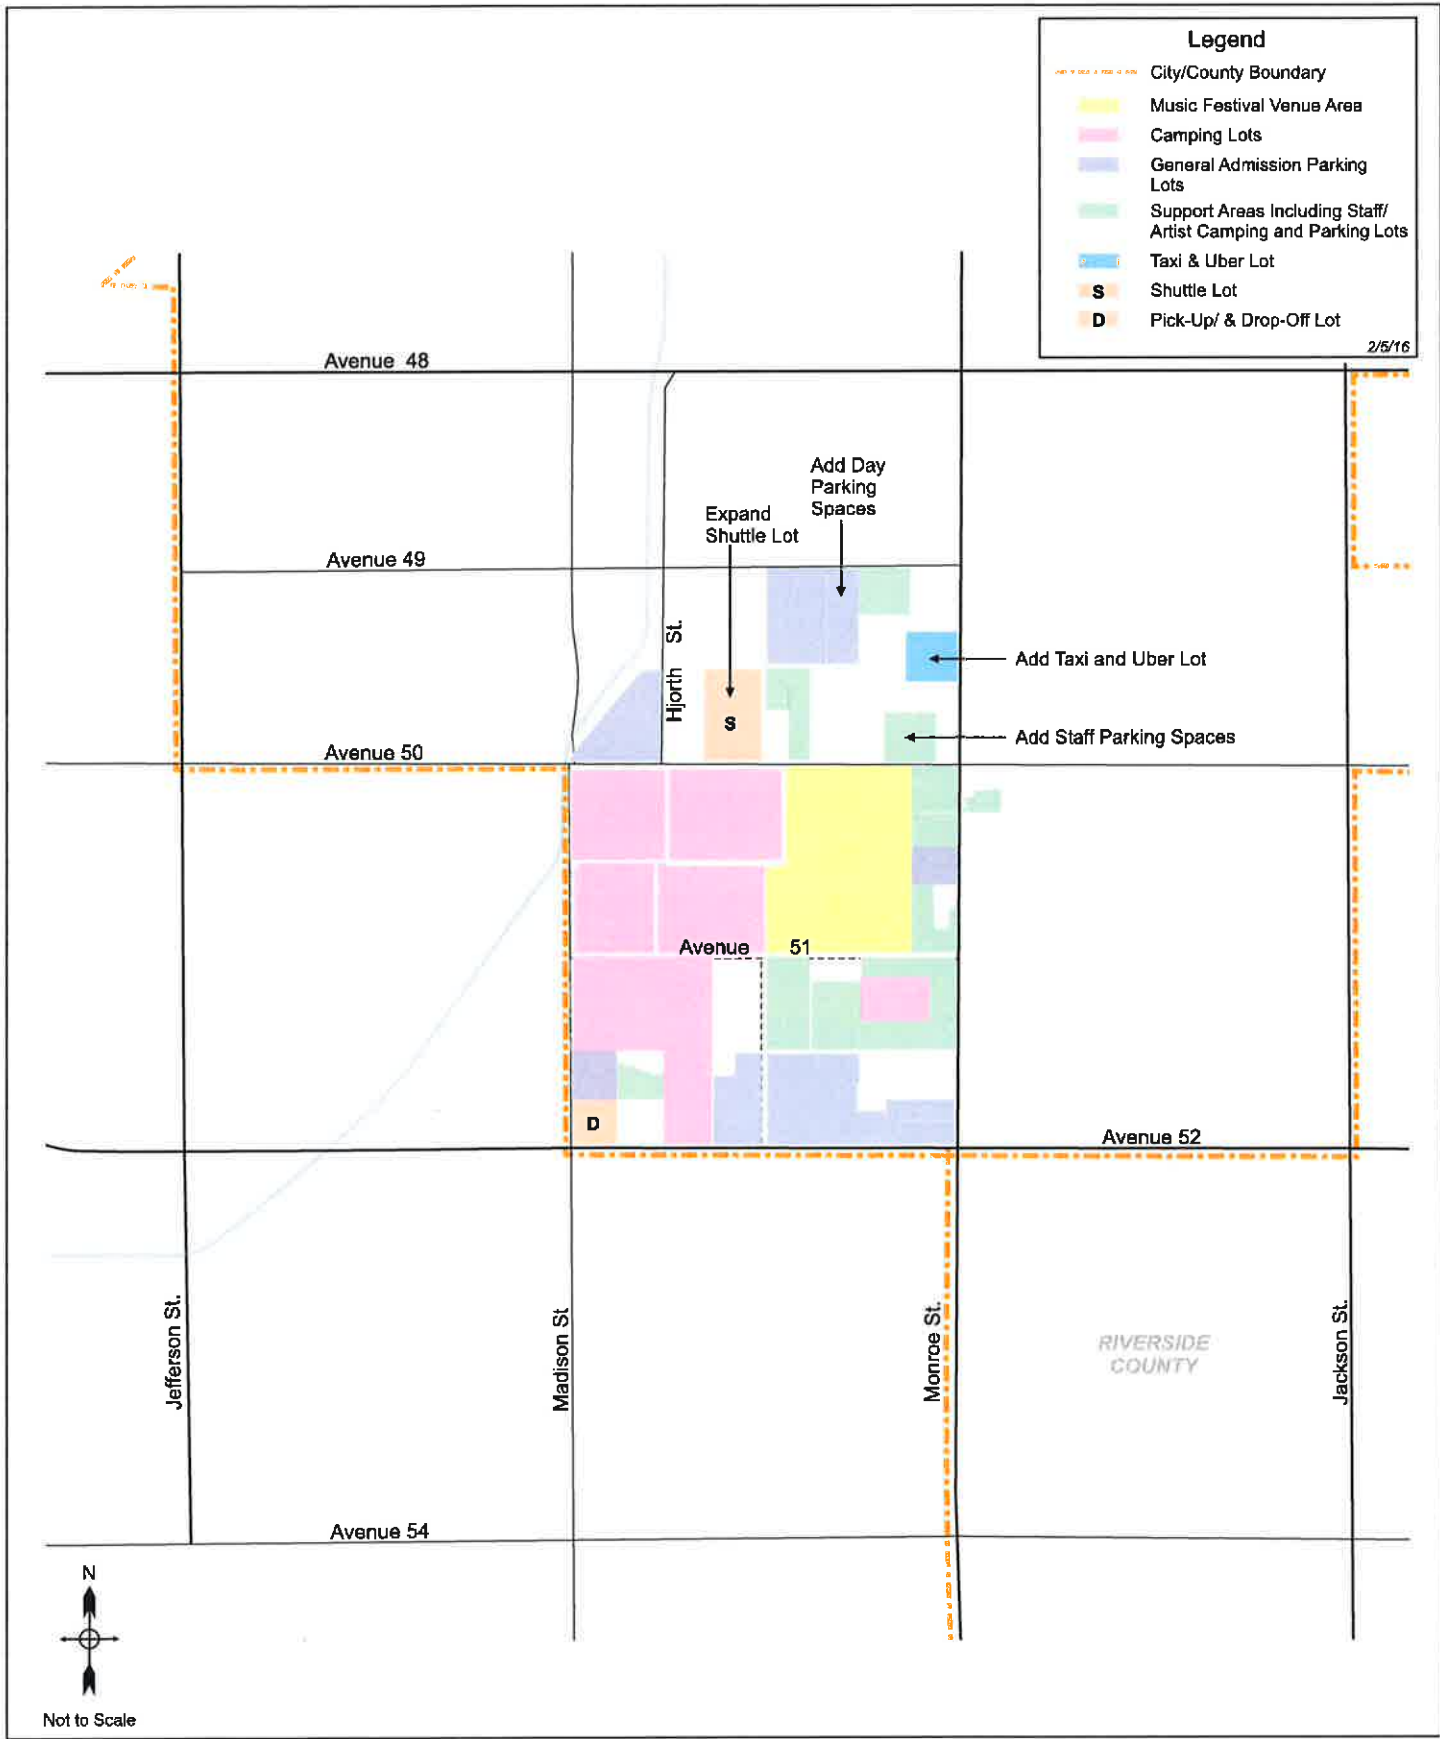 Legend
City/County Boundary
Music Festival Venue Area
Camping Lots
General Admission Parking
Lots
Support Areas Including Staff/
Artist Camping and Parking Lots
Taxi & Uber Lot
S Shuttle Lot
D Pick-Up/ & Drop-Off Lot
2/5/16
Avenue 48
Add Day
Parking
Spaces
Expand
Shuttle Lot
Avenue 49
Hjorth St.
Add Taxi and Uber Lot
S
Add Staff Parking Spaces
Avenue 50
Avenue 51
D
Avenue 52
Jefferson St.
Madison St
Monroe St.
Jackson St.
RIVERSIDE
COUNTY
Avenue 54
N
Not to Scale